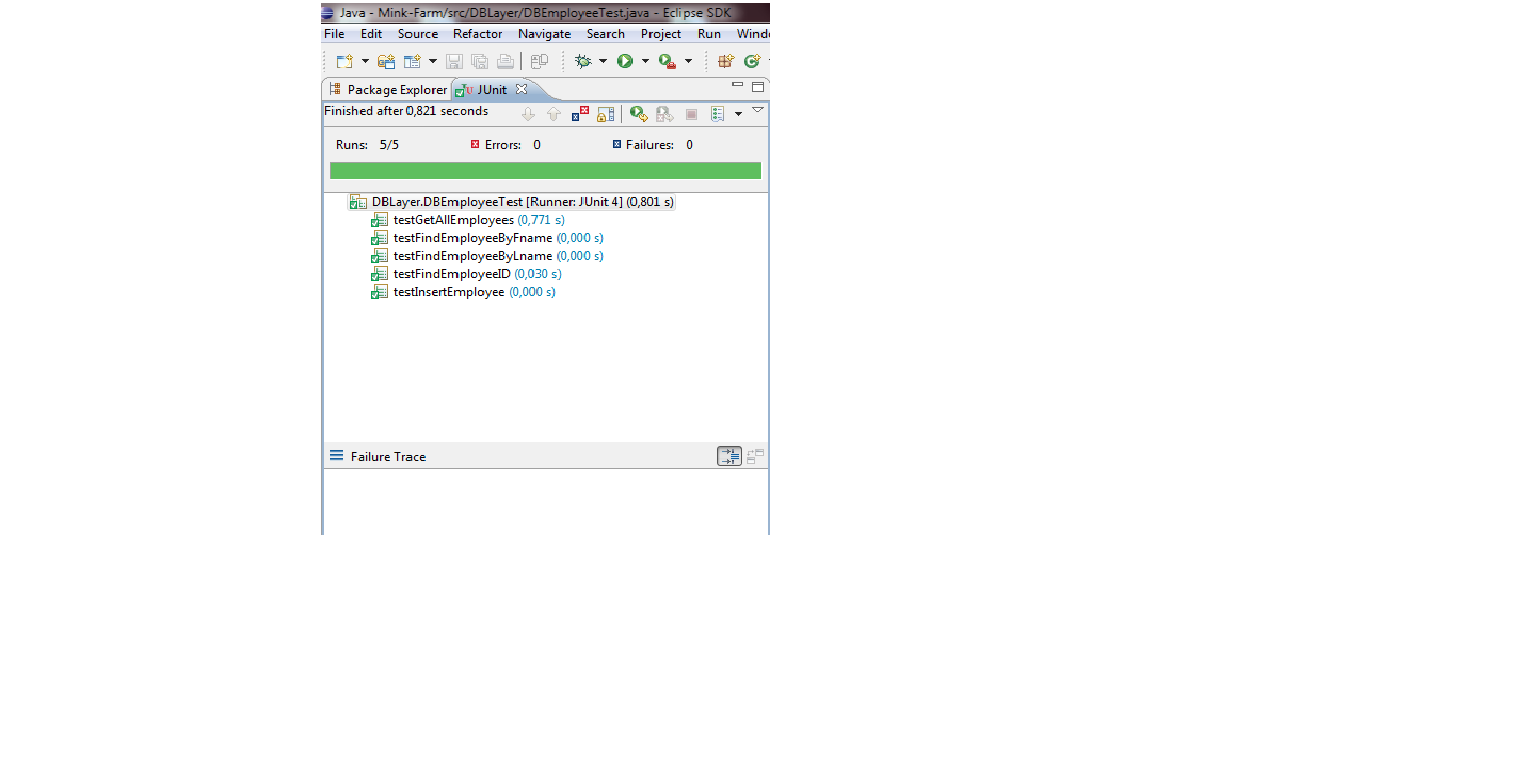 Java - Mink-Farm/src/DBLayer/DBEmployeeTest.java - Eclipse SDK
File Edit Source Refactor Navigate Search Project Run Windo
Package Explorer JUnit
Finished after 0,821 seconds
Runs: 5/5 Errors: 0 Failures: 0
DBLayer.DBEmployeeTest [Runner: JUnit 4] (0,801 s)
testGetAllEmployees (0,771 s)
testFindEmployeeByFname (0,000 s)
testFindEmployeeByLname (0,000 s)
testFindEmployeeID (0,030 s)
testInsertEmployee (0,000 s)
Failure Trace